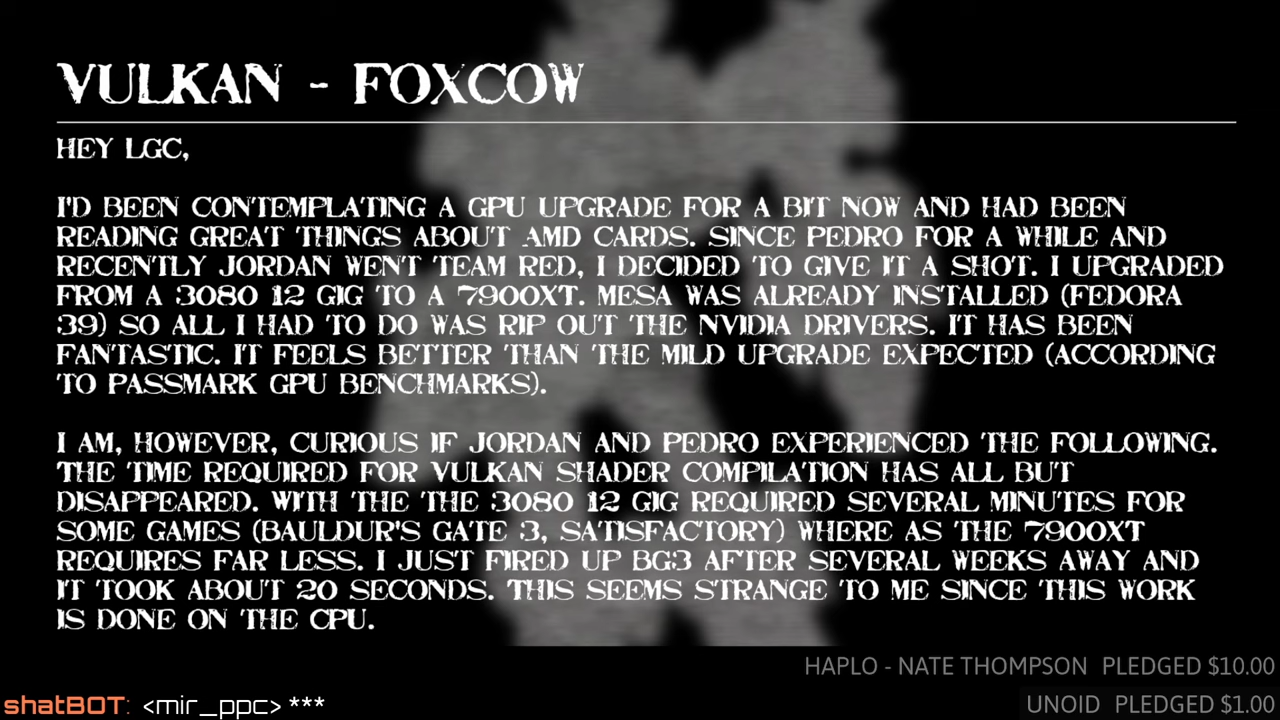 VULKAN - FOXCOW
HEY LGC,
I'D BEEN CONTEMPLATING A GPU UPGRADE FOR A BIT NOW AND HAD BEEN
READING GREAT THINGS ABOUT AMD CARDS. SINCE PEDRO FOR A WHILE AND
RECENTLY JORDAN WENT TEAM RED, I DECIDED TO GIVE IT A SHOT. I UPGRADED
FROM A 3080 12 GIG TO A 7900XT. MESA WAS ALREADY INSTALLED (FEDORA
39) SO ALL I HAD TO DO WAS RIP OUT THE NVIDIA DRIVERS. IT HAS BEEN
FANTASTIC. IT FEELS BETTER THAN THE MILD UPGRADE EXPECTED (ACCORDING
TO PASSMARK GPU BENCHMARKS).
I AM, HOWEVER, CURIOUS IF JORDAN AND PEDRO EXPERIENCED THE FOLLOWING.
THE TIME REQUIRED FOR VULKAN SHADER COMPILATION HAS ALL BUT
DISAPPEARED. WITH THE THE 3080 12 GIG REQUIRED SEVERAL MINUTES FOR
SOME GAMES (BAULDUR'S GATE 3, SATISFACTORY) WHERE AS THE 7900XT
REQUIRES FAR LESS. I JUST FIRED UP BG3 AFTER SEVERAL WEEKS AWAY AND
IT TOOK ABOUT 20 SECONDS. THIS SEEMS STRANGE TO ME SINCE THIS WORK
IS DONE ON THE CPU.
HAPLO - NATE THOMPSON PLEDGED $10.00
shatBOT: <mir_ppc> ***
UNOID PLEDGED $1.00